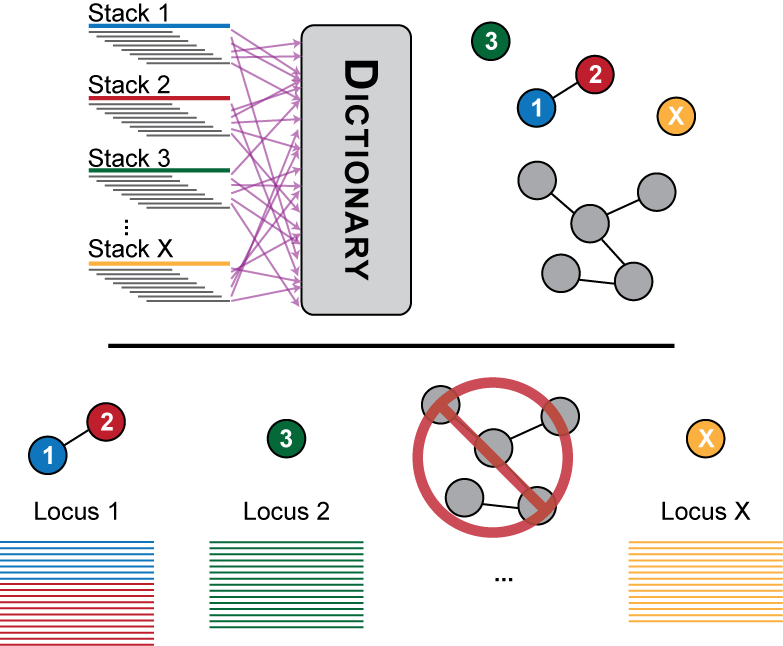 Stack 1
Stack 2
Stack 3
...
Stack X
DICTIONARY
3
2
1
X
2
1
3
X
Locus 1
Locus 2
Locus X
...